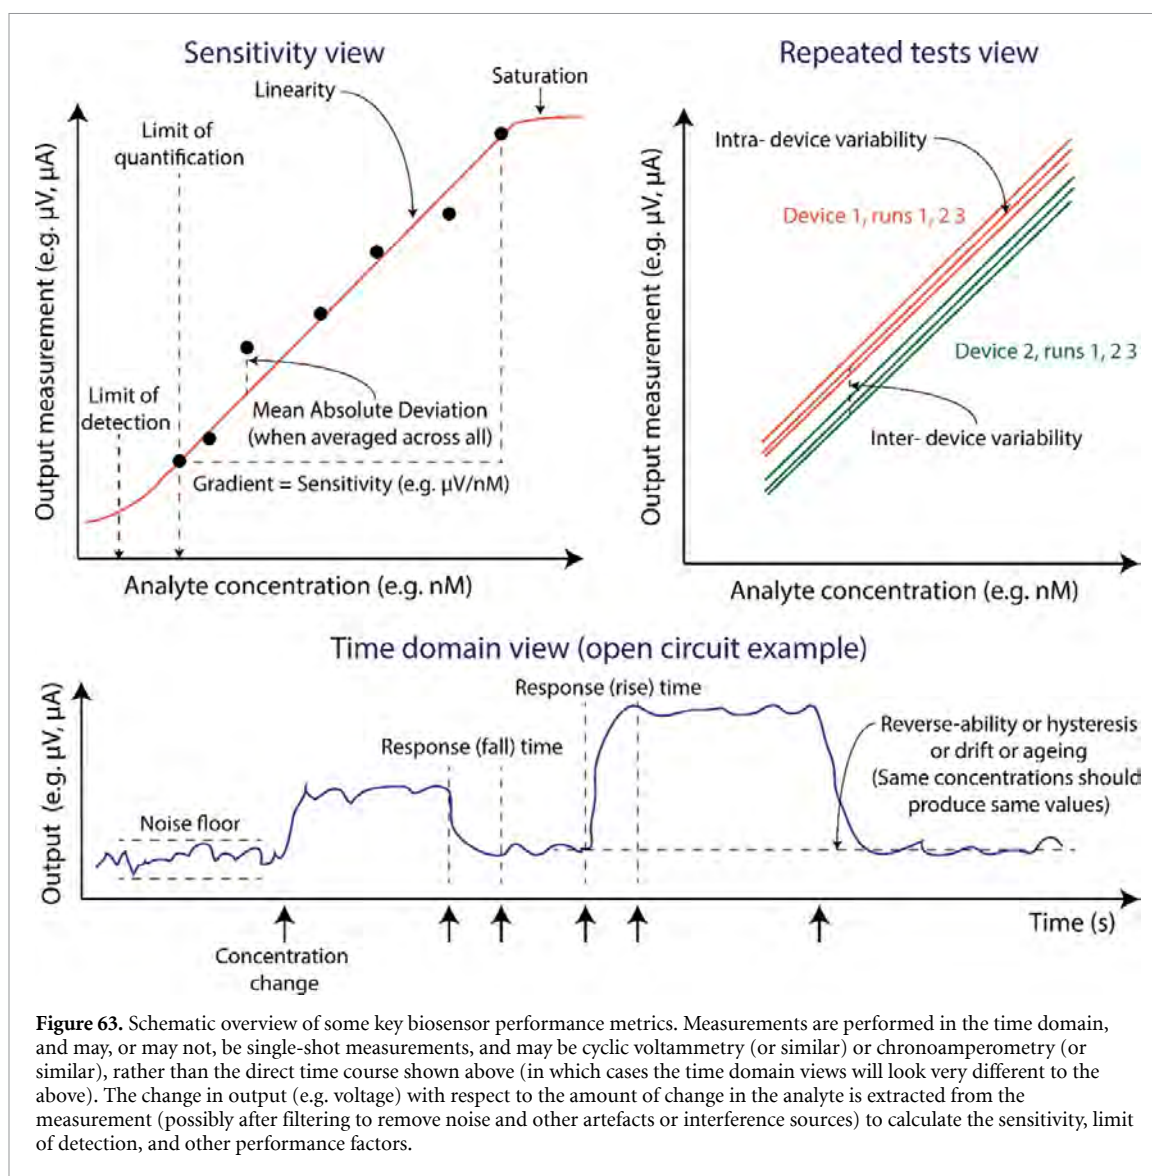 Sensitivity view
Linearity
Saturation
Limit of
quantification
Limit of
detection
Mean Absolute Deviation
(when averaged across all)
Gradient = Sensitivity (e.g. μV/nM)
Output measurement (e.g. μV, μA)
Analyte concentration (e.g. nM)
Repeated tests view
Intra- device variability
Device 1, runs 1, 2 3
Device 2, runs 1, 2 3
Inter- device variability
Output measurement (e.g. μV, μA)
Analyte concentration (e.g. nM)
Time domain view (open circuit example)
Response (rise) time
Response (fall) time
Reverse-ability or hysteresis
or drift or ageing
(Same concentrations should
produce same values)
Noise floor
Output (e.g. μV, μA)
Time (s)
Concentration
change
Figure 63. Schematic overview of some key biosensor performance metrics. Measurements are performed in the time domain,
and may, or may not, be single-shot measurements, and may be cyclic voltammetry (or similar) or chronoamperometry (or
similar), rather than the direct time course shown above (in which cases the time domain views will look very different to the
above). The change in output (e.g. voltage) with respect to the amount of change in the analyte is extracted from the
measurement (possibly after filtering to remove noise and other artefacts or interference sources) to calculate the sensitivity, limit
of detection, and other performance factors.